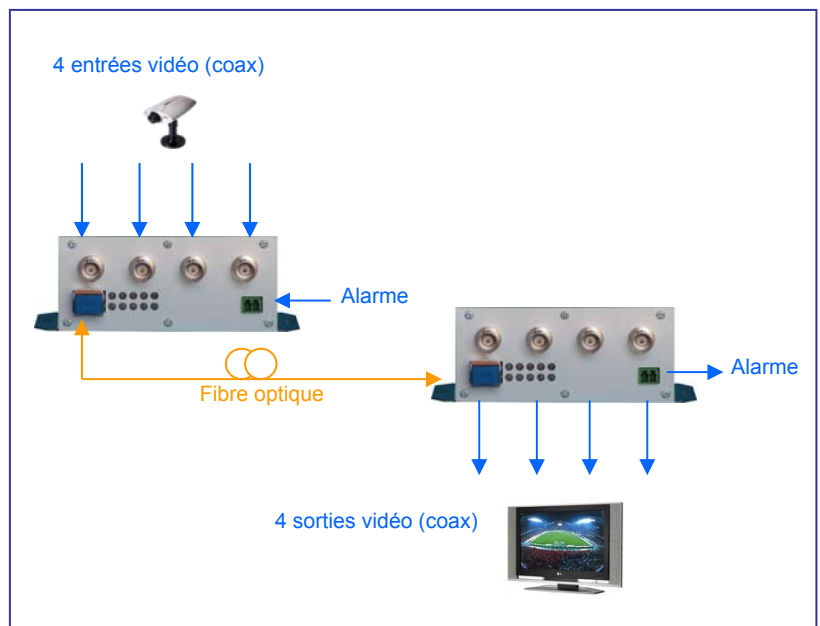 4 entrées vidéo (coax)
Alarme
Fibre optique
Alarme
4 sorties vidéo (coax)